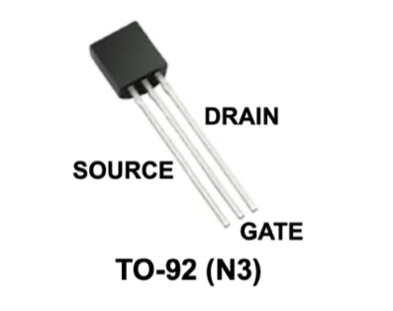 DRAIN
SOURCE
GATE
TO-92 (N3)